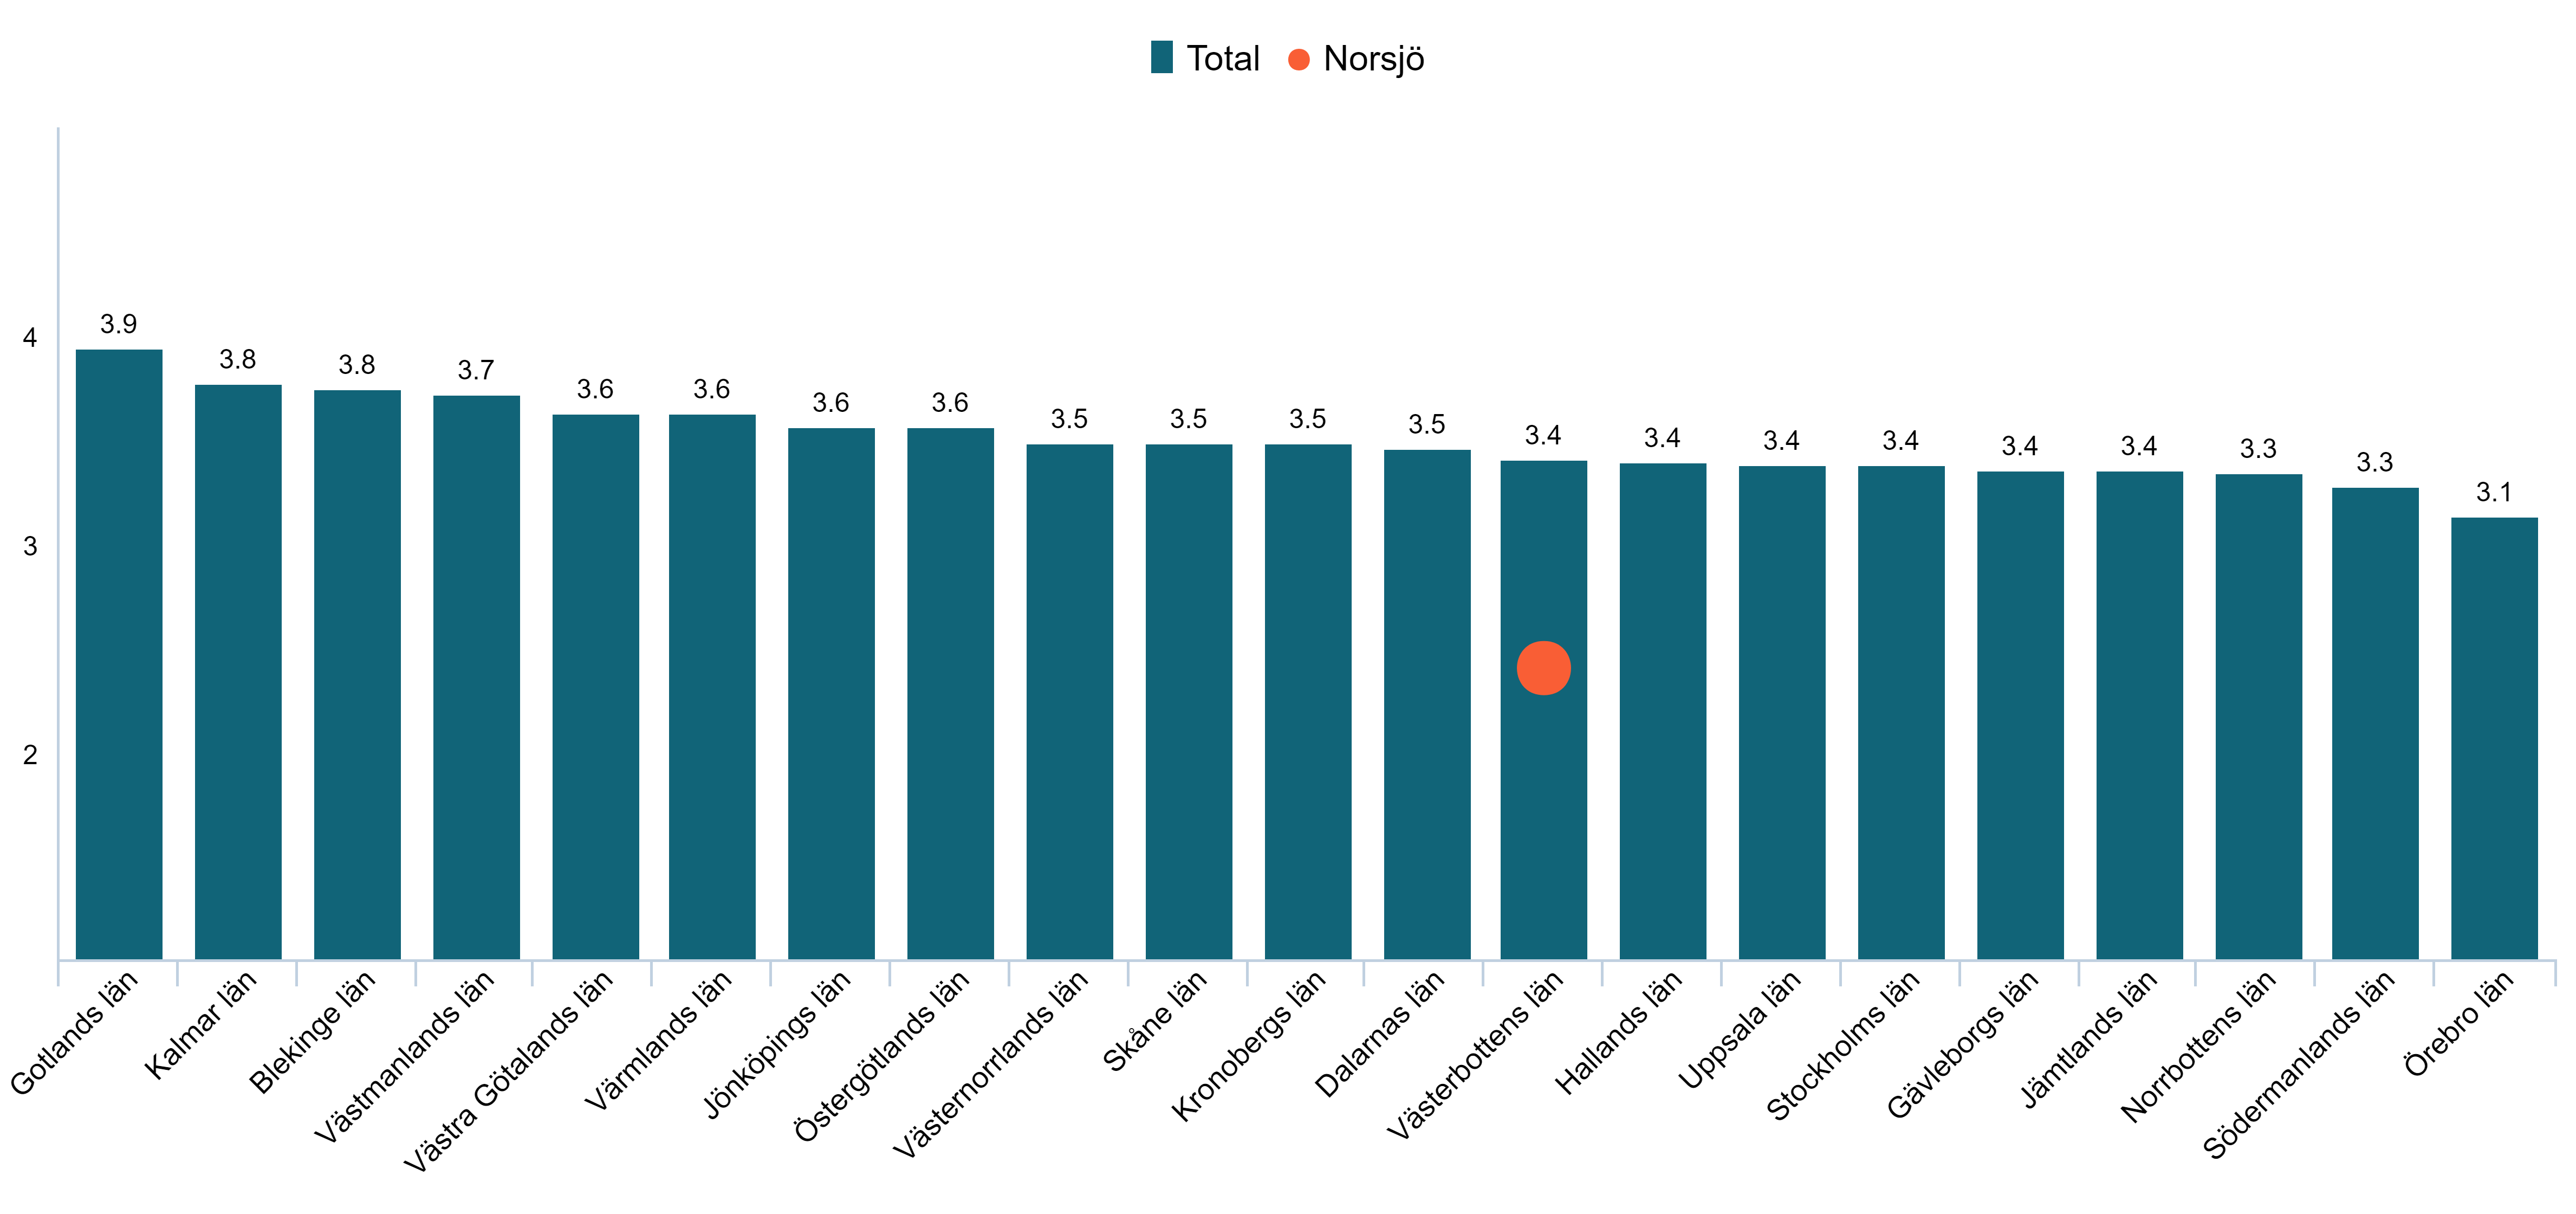 Total Norsjö
4
3
2
3.9
3.8
3.8
3.7
3.6
3.6
3.6
3.6
3.5
3.5
3.5
3.5
3.4
3.4
3.4
3.4
3.4
3.4
3.3
3.3
3.1
Gotlands län
Kalmar län
Blekinge län
Västmanlands län
Västra Götalands län
Värmlands län
Jönköpings län
Östergötlands län
Västernorrlands län
Skåne län
Kronobergs län
Dalarnas län
Västerbottens län
Hallands län
Uppsala län
Stockholms län
Gävleborgs län
Jämtlands län
Norrbottens län
Södermanlands län
Örebro län